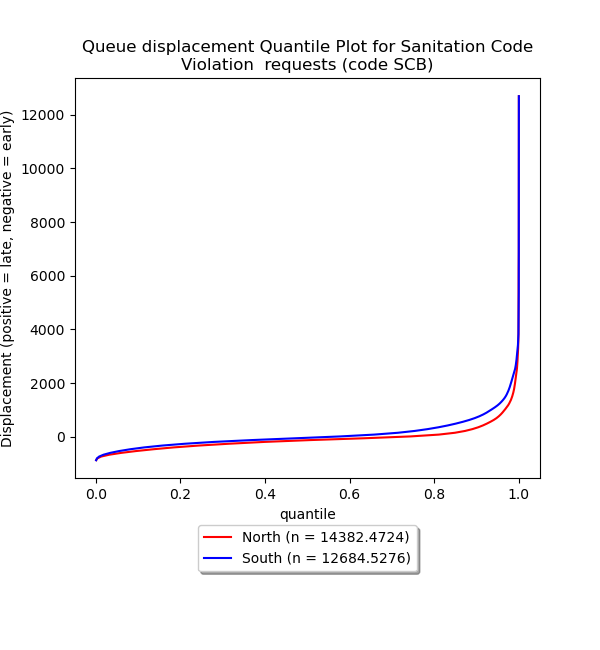 Queue displacement Quantile Plot for Sanitation Code
Violation  requests (code SCB)
Displacement (positive = late, negative = early)
12000
10000
8000
6000
4000
2000
0
0.0 0.2 0.4 0.6 0.8 1.0
quantile
North (n = 14382.4724)
South (n = 12684.5276)